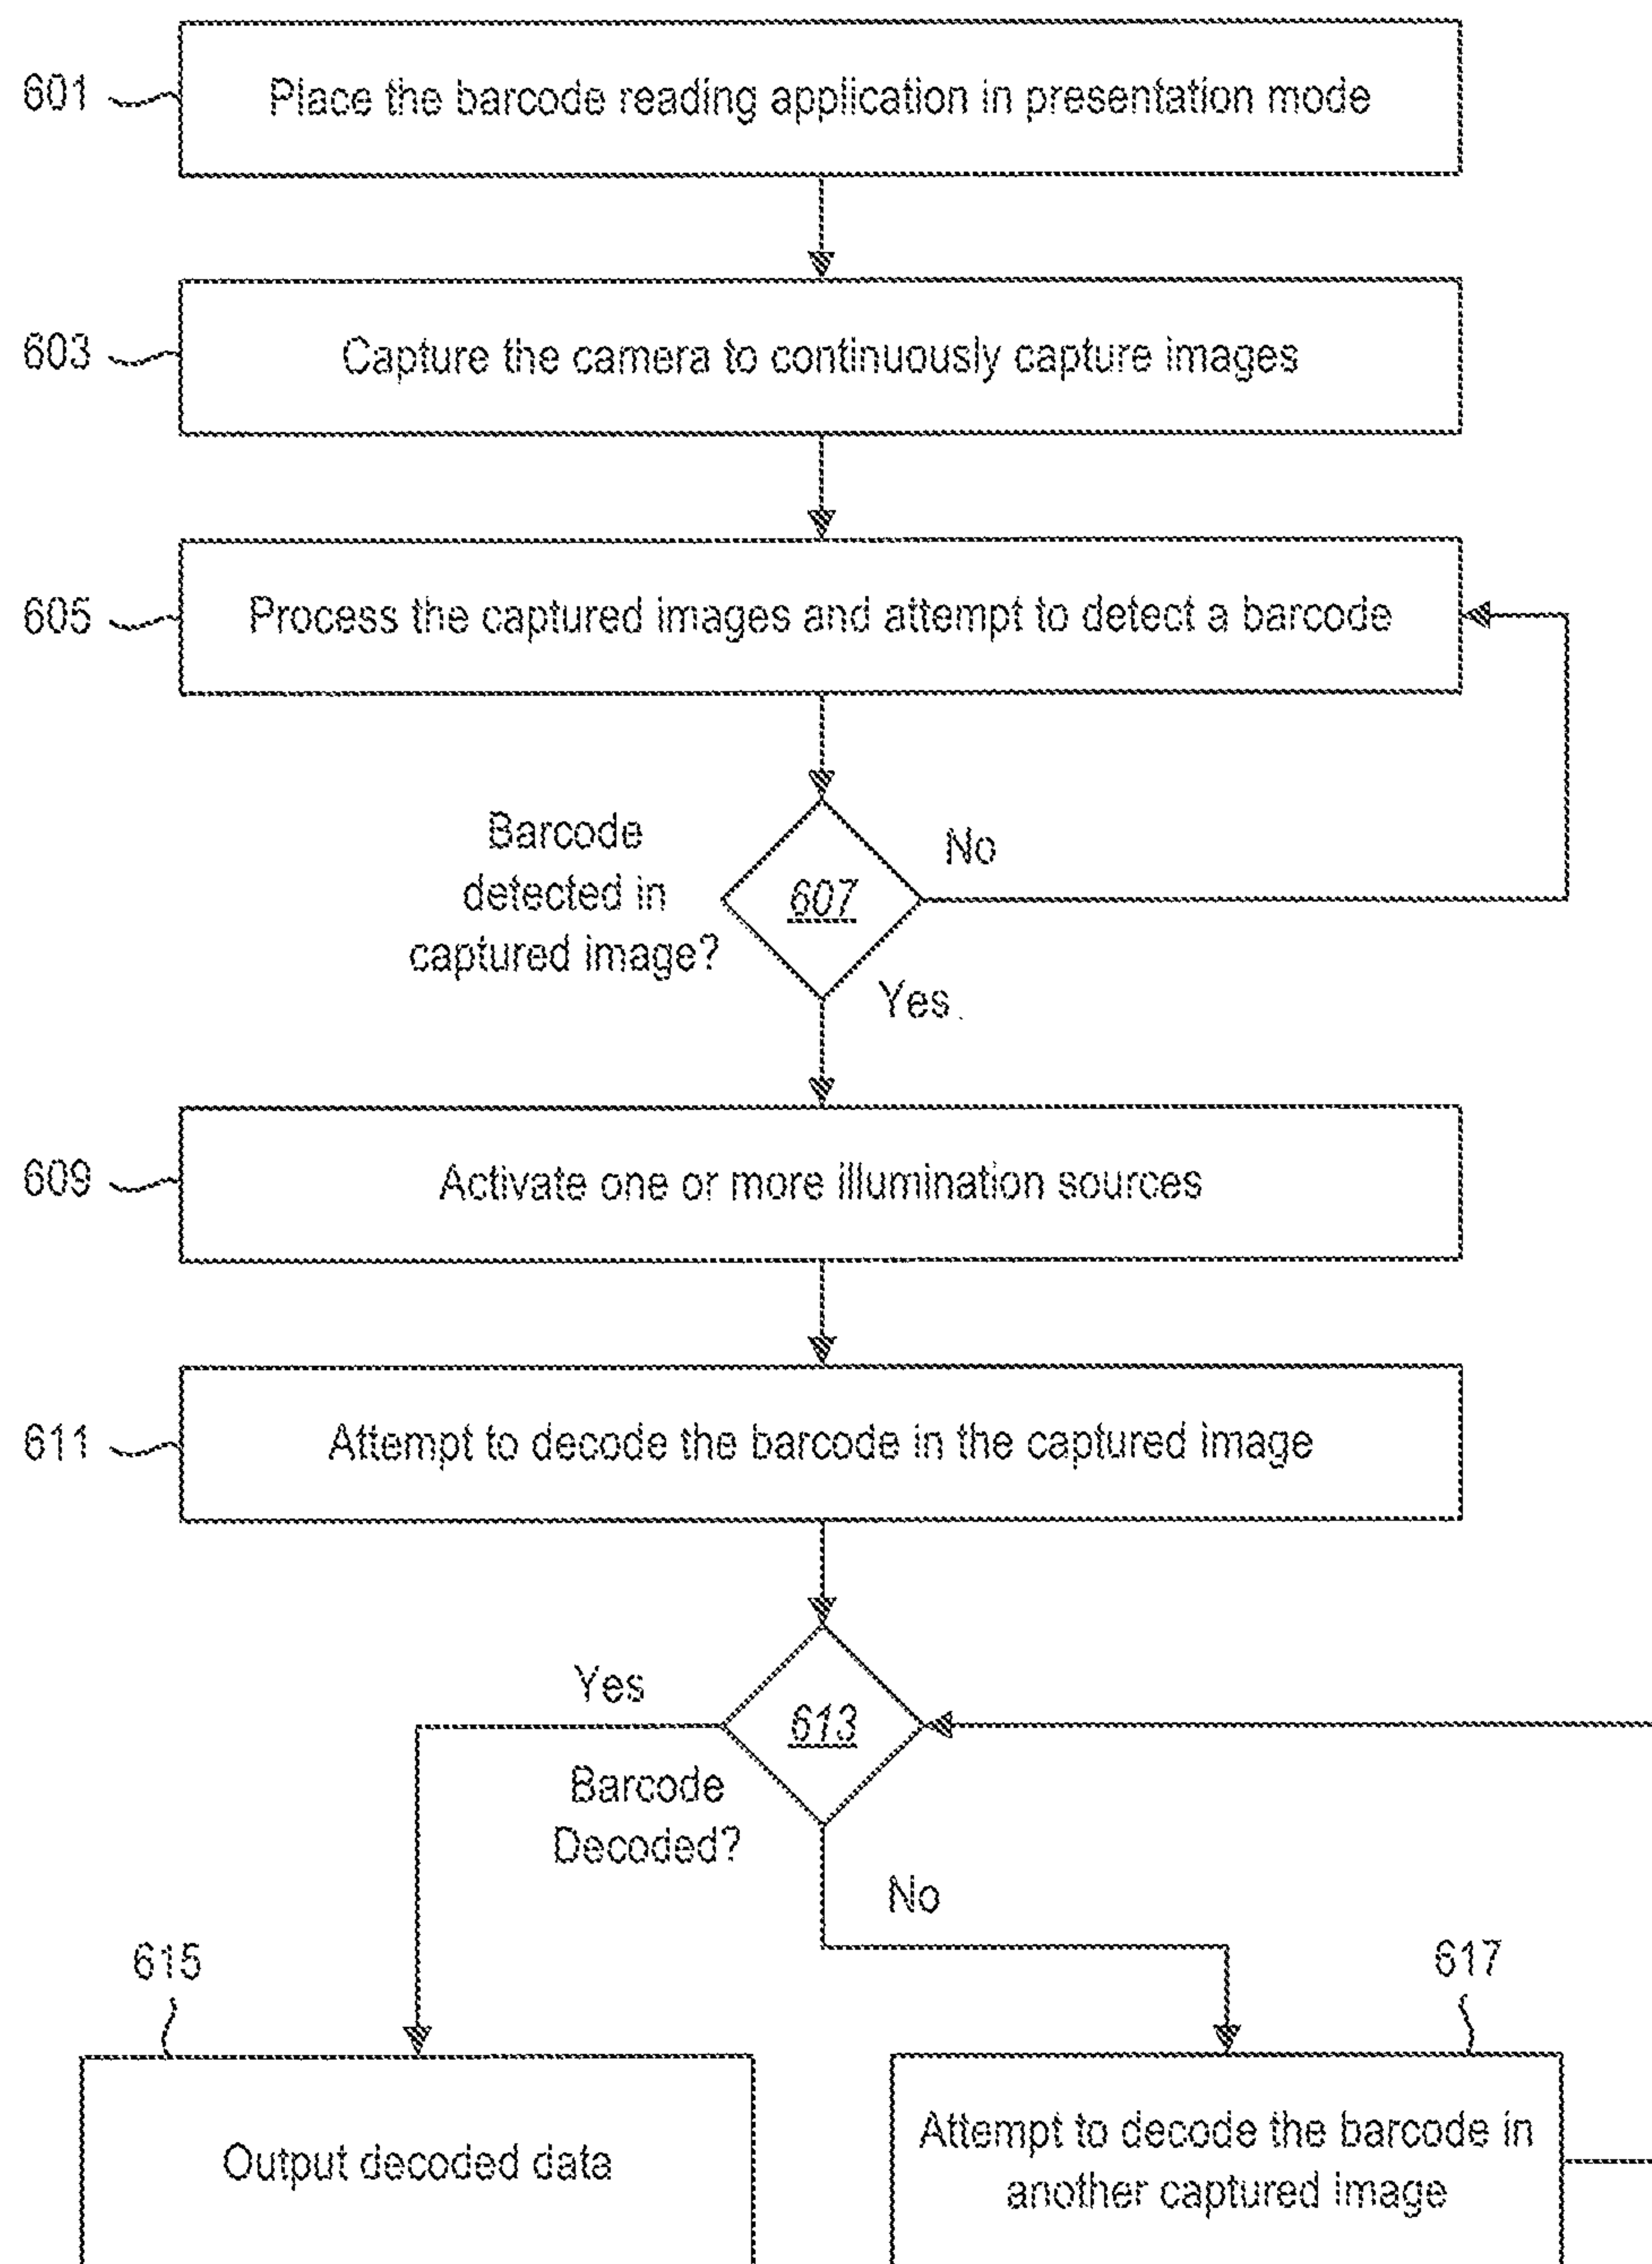 601
Place the barcode reading application in presentation mode
603
Capture the camera to continuously capture images
605
Process the captured images and attempt to detect a barcode
Barcode
detected in
captured image?
607
No
Yes
609
Activate one or more illumination sources
611
Attempt to decode the barcode in the captured image
Yes
613
Barcode
Decoded?
No
615
617
Output decoded data
Attempt to decode the barcode in
another captured image